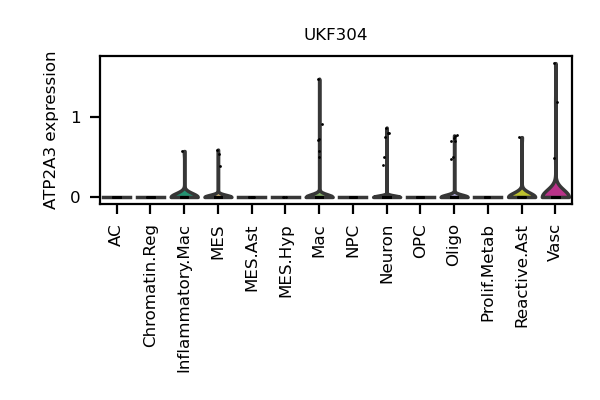 UKF304
ATP2A3 expression
1
0
AC
Chromatin.Reg
Inflammatory.Mac
MES
MES.Ast
MES.Hyp
Mac
NPC
Neuron
OPC
Oligo
Prolif.Metab
Reactive.Ast
Vasc